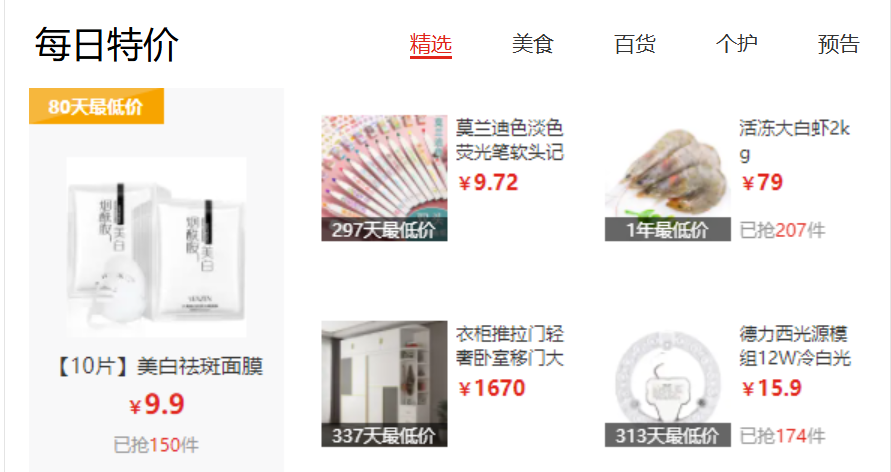 每日特价
精选
美食
百货
个护
预告
80天最低价
烟酰胺
美白
烟酰胺
美白
【10片】美白祛斑面膜
￥9.9
已抢150件
297天最低价
莫兰迪色淡色
荧光笔软头记
￥9.72
1年最低价
活冻大白虾2k
g
￥79
已抢207件
337天最低价
衣柜推拉门轻
奢卧室移门大
￥1670
313天最低价
德力西光源模
组12W冷白光
￥15.9
已抢174件